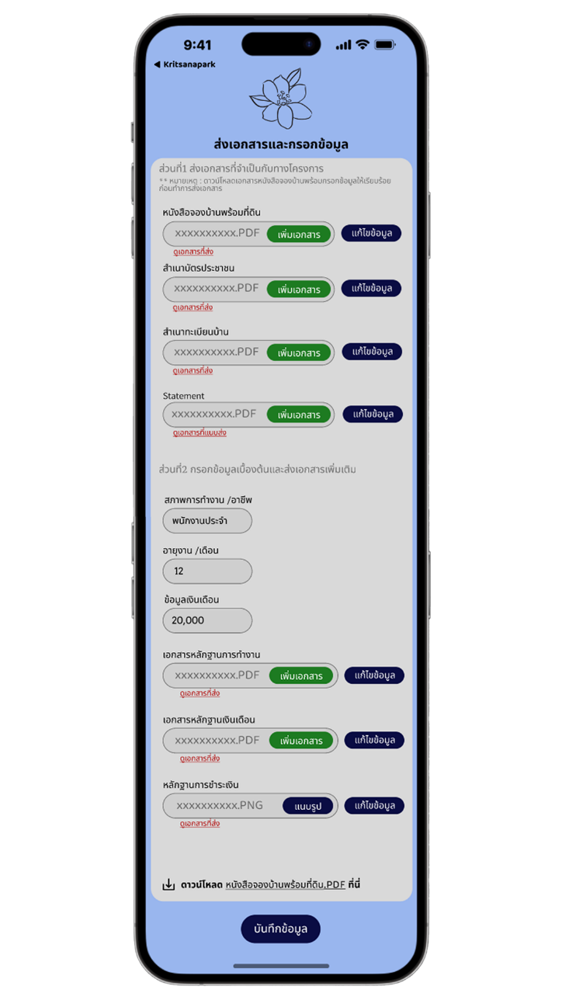 9:41
Kritsanapark
ส่งเอกสารและกรอกข้อมูล
ส่วนที่1 ส่งเอกสารที่จำเป็นกับทางโครงการ
** หมายเหตุ : ดาวน์โหลดเอกสารหนังสือจองบ้านพร้อมกรอกข้อมูลให้เรียบร้อย
ก่อนทำการส่งเอกสาร
หนังสือจองบ้านพร้อมที่ดิน
xxxxxxxxxx.PDF เพิ่มเอกสาร แก้ไขข้อมูล
ดูเอกสารที่ส่ง
สำเนาบัตรประชาชน
xxxxxxxxxx.PDF เพิ่มเอกสาร แก้ไขข้อมูล
ดูเอกสารที่ส่ง
สำเนาทะเบียนบ้าน
xxxxxxxxxx.PDF เพิ่มเอกสาร แก้ไขข้อมูล
ดูเอกสารที่ส่ง
Statement
xxxxxxxxxx.PDF เพิ่มเอกสาร แก้ไขข้อมูล
ดูเอกสารที่แนบส่ง
ส่วนที่2 กรอกข้อมูลเบื้องต้นและส่งเอกสารเพิ่มเติม
สภาพการทำงาน /อาชีพ
พนักงานประจำ
อายุงาน /เดือน
12
ข้อมูลเงินเดือน
20,000
เอกสารหลักฐานการทำงาน
xxxxxxxxxx.PDF เพิ่มเอกสาร แก้ไขข้อมูล
ดูเอกสารที่ส่ง
เอกสารหลักฐานเงินเดือน
xxxxxxxxxx.PDF เพิ่มเอกสาร แก้ไขข้อมูล
ดูเอกสารที่ส่ง
หลักฐานการชำระเงิน
xxxxxxxxxx.PNG แนบรูป แก้ไขข้อมูล
ดูเอกสารที่ส่ง
ดาวน์โหลด หนังสือจองบ้านพร้อมที่ดิน.PDF ที่นี่
บันทึกข้อมูล